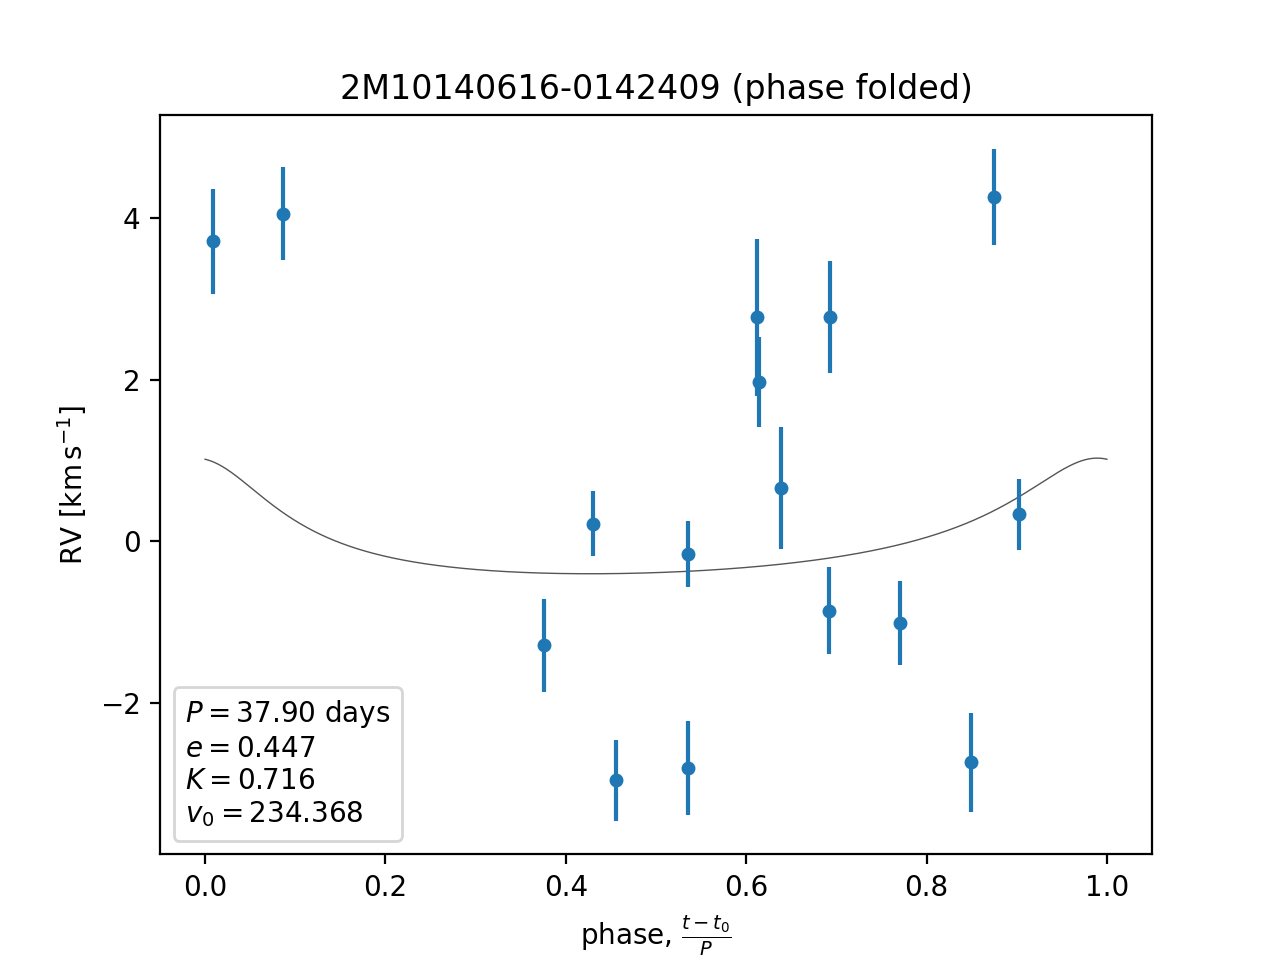 2M10140616-0142409 (phase folded)
RV [km s⁻¹]
4
2
0
−2
P = 37.90 days
e = 0.447
K = 0.716
v₀ = 234.368
0.0 0.2 0.4 0.6 0.8 1.0
phase, (t − t₀)/P